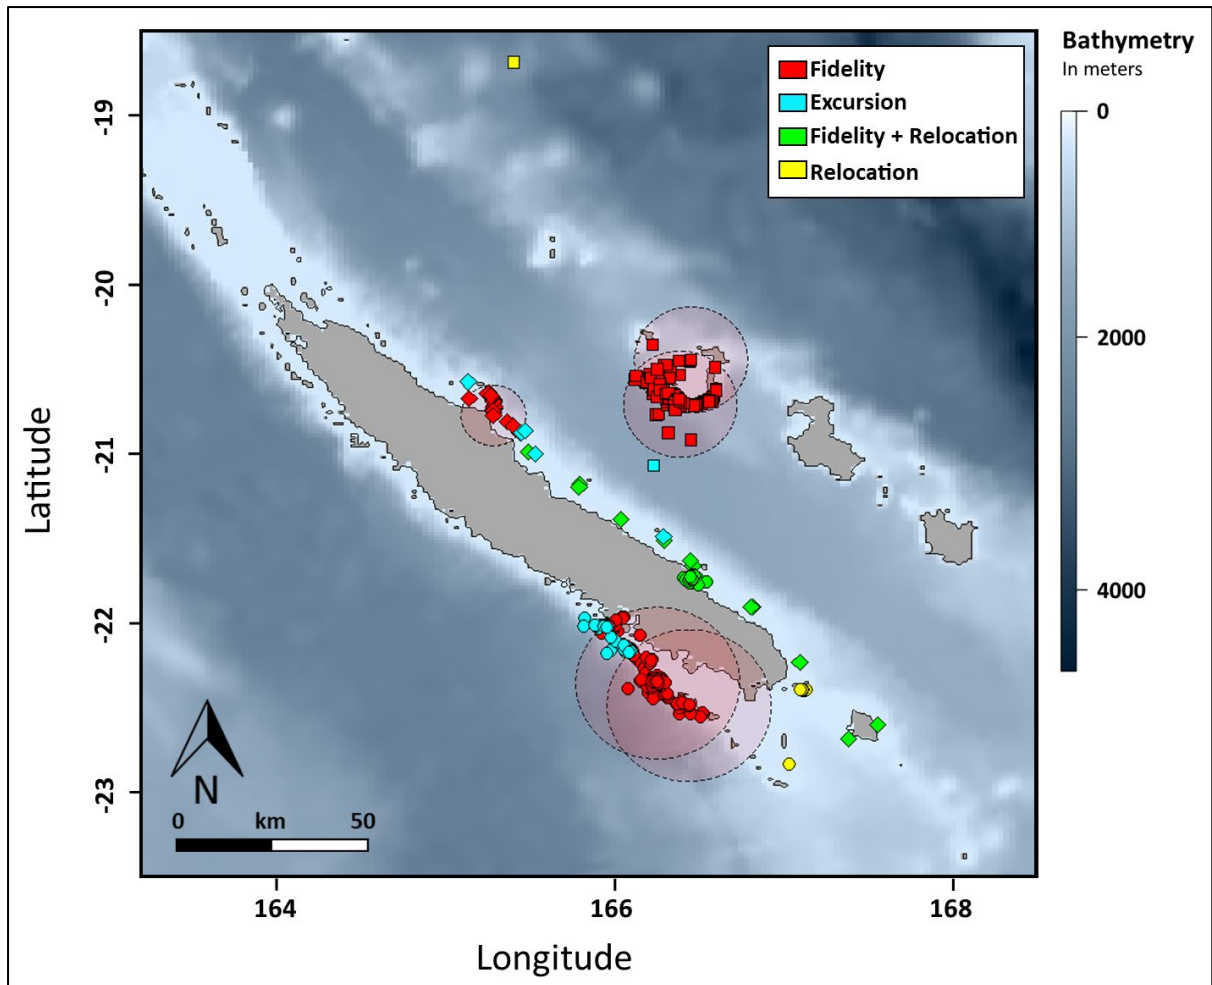 Bathymetry
In meters
0
2000
4000
Fidelity
Excursion
Fidelity + Relocation
Relocation
-19
-20
-21
-22
-23
Latitude
N
0 km 50
164 166 168
Longitude